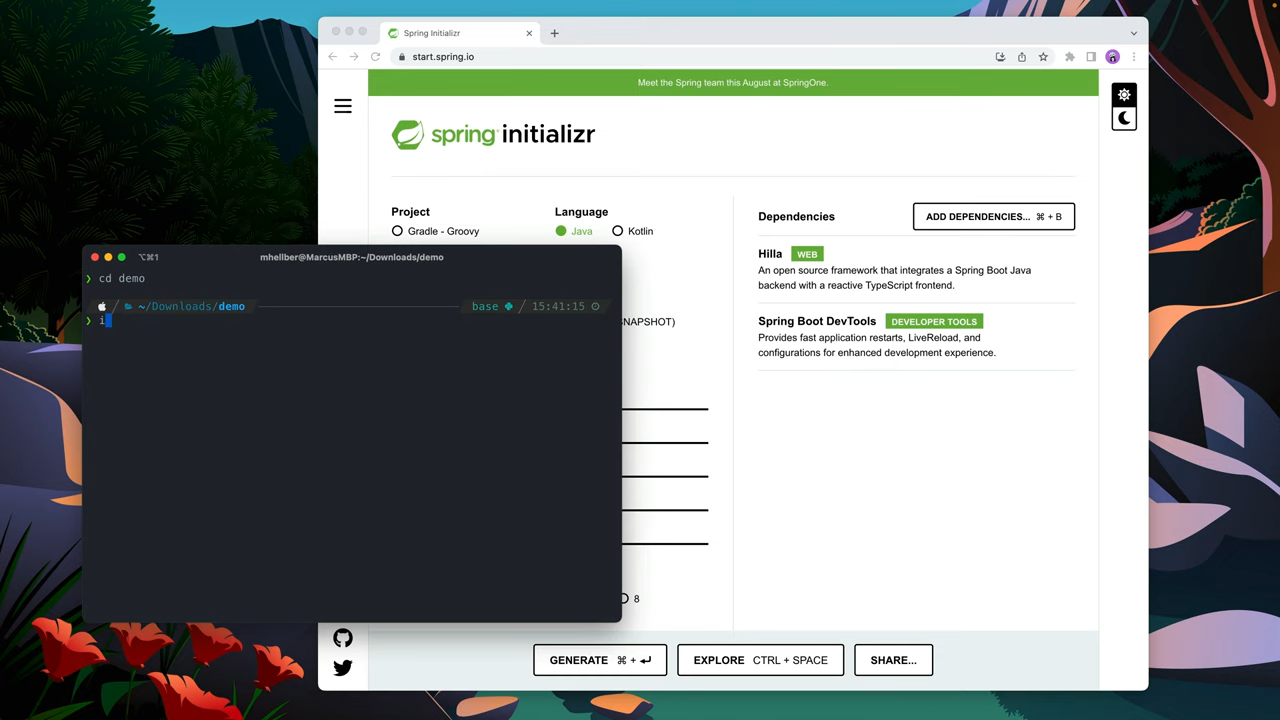 Spring Initializr
start.spring.io
Meet the Spring team this August at SpringOne.
spring initializr
Project
Gradle - Groovy
Language
Java
Kotlin
SNAPSHOT)
8
Dependencies
ADD DEPENDENCIES... ⌘ + B
Hilla WEB
An open source framework that integrates a Spring Boot Java
backend with a reactive TypeScript frontend.
Spring Boot DevTools DEVELOPER TOOLS
Provides fast application restarts, LiveReload, and
configurations for enhanced development experience.
⌥⌘1 mhellber@MarcusMBP:~/Downloads/demo
❯ cd demo
~/Downloads/demo base 15:41:15
❯ i
GENERATE ⌘ + ↵
EXPLORE CTRL + SPACE
SHARE...